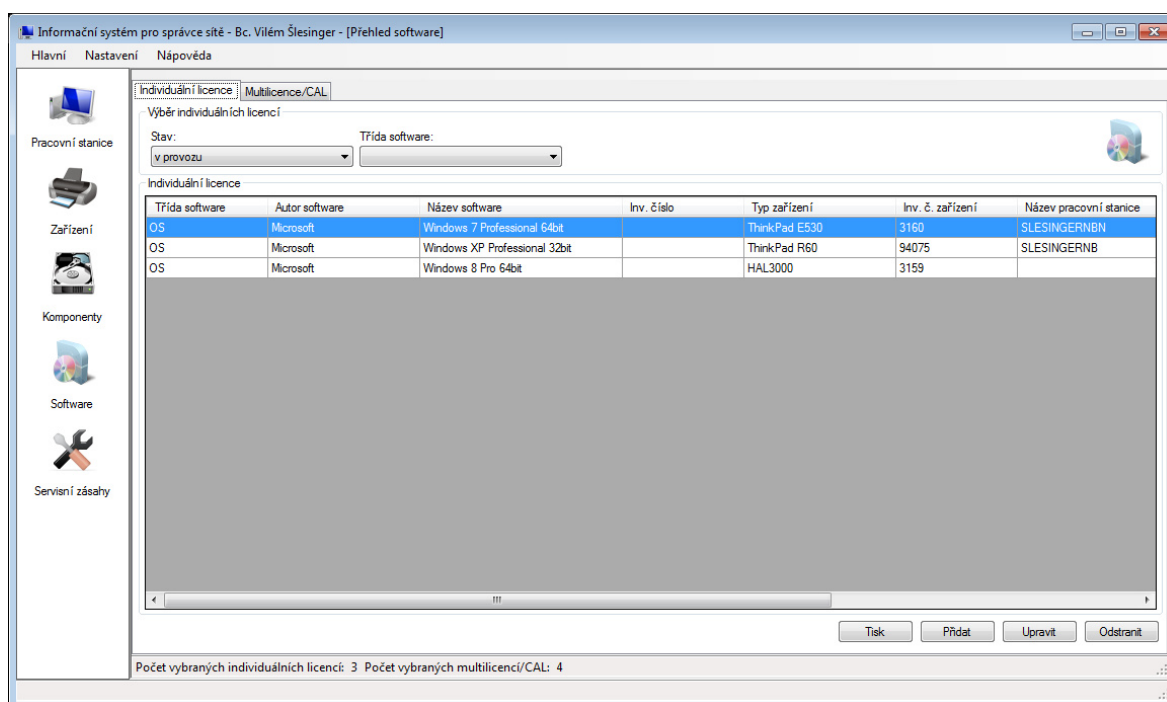 Informační systém pro správce sítě - Bc. Vilém Šlesinger - [Přehled software]
Hlavní Nastavení Nápověda
Pracovní stanice
Zařízení
Komponenty
Software
Servisní zásahy
Individuální licence Multilicence/CAL
Výběr individuálních licencí
Stav: Třída software:
v provozu
Individuální licence
Třída software Autor software Název software Inv. číslo Typ zařízení Inv. č. zařízení Název pracovní stanice
OS Microsoft Windows 7 Professional 64bit ThinkPad E530 3160 SLESINGERNBN
OS Microsoft Windows XP Professional 32bit ThinkPad R60 94075 SLESINGERNB
OS Microsoft Windows 8 Pro 64bit HAL3000 3159
Tisk Přidat Upravit Odstranit
Počet vybraných individuálních licencí: 3 Počet vybraných multilicencí/CAL: 4